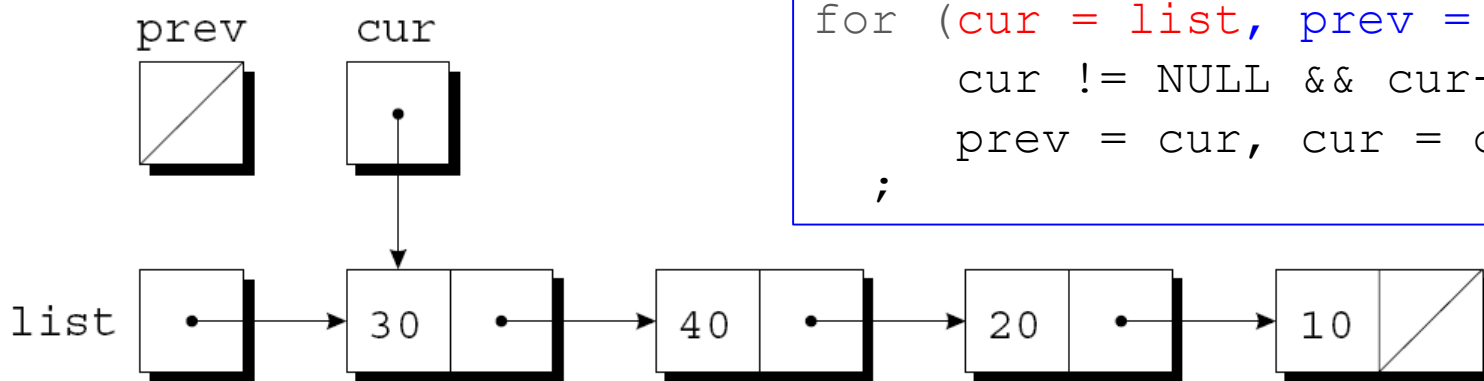 prev cur
for (cur = list, prev =
cur != NULL && cur-
prev = cur, cur =
;
list 30 40 20 10